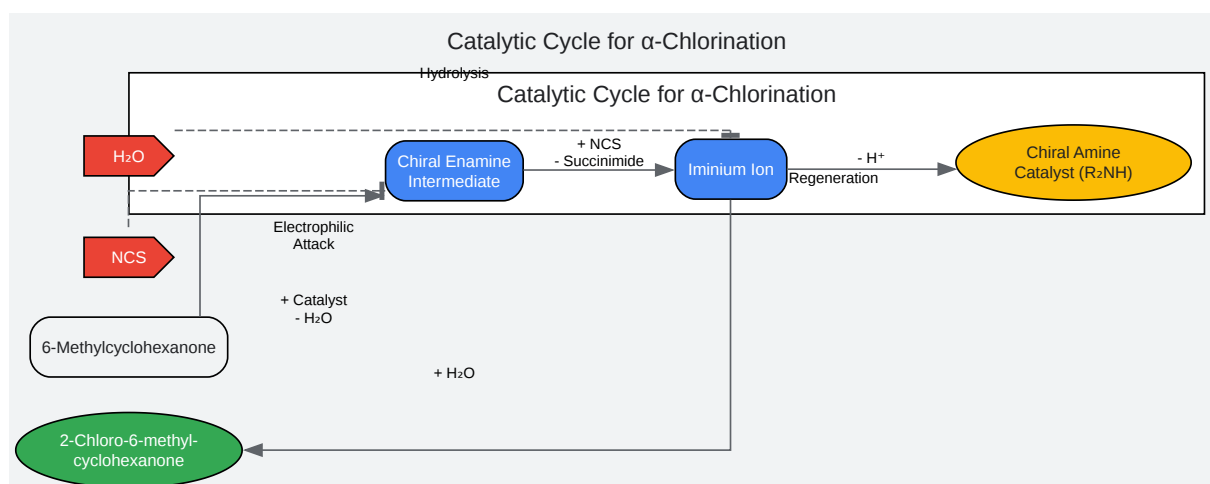 Catalytic Cycle for α-Chlorination
Hydrolysis
Catalytic Cycle for α-Chlorination
H₂O
Chiral Enamine
Intermediate
+ NCS
- Succinimide
Iminium Ion
- H⁺
Regeneration
Chiral Amine
Catalyst (R₂NH)
Electrophilic
Attack
NCS
+ Catalyst
- H₂O
6-Methylcyclohexanone
+ H₂O
2-Chloro-6-methyl-
cyclohexanone